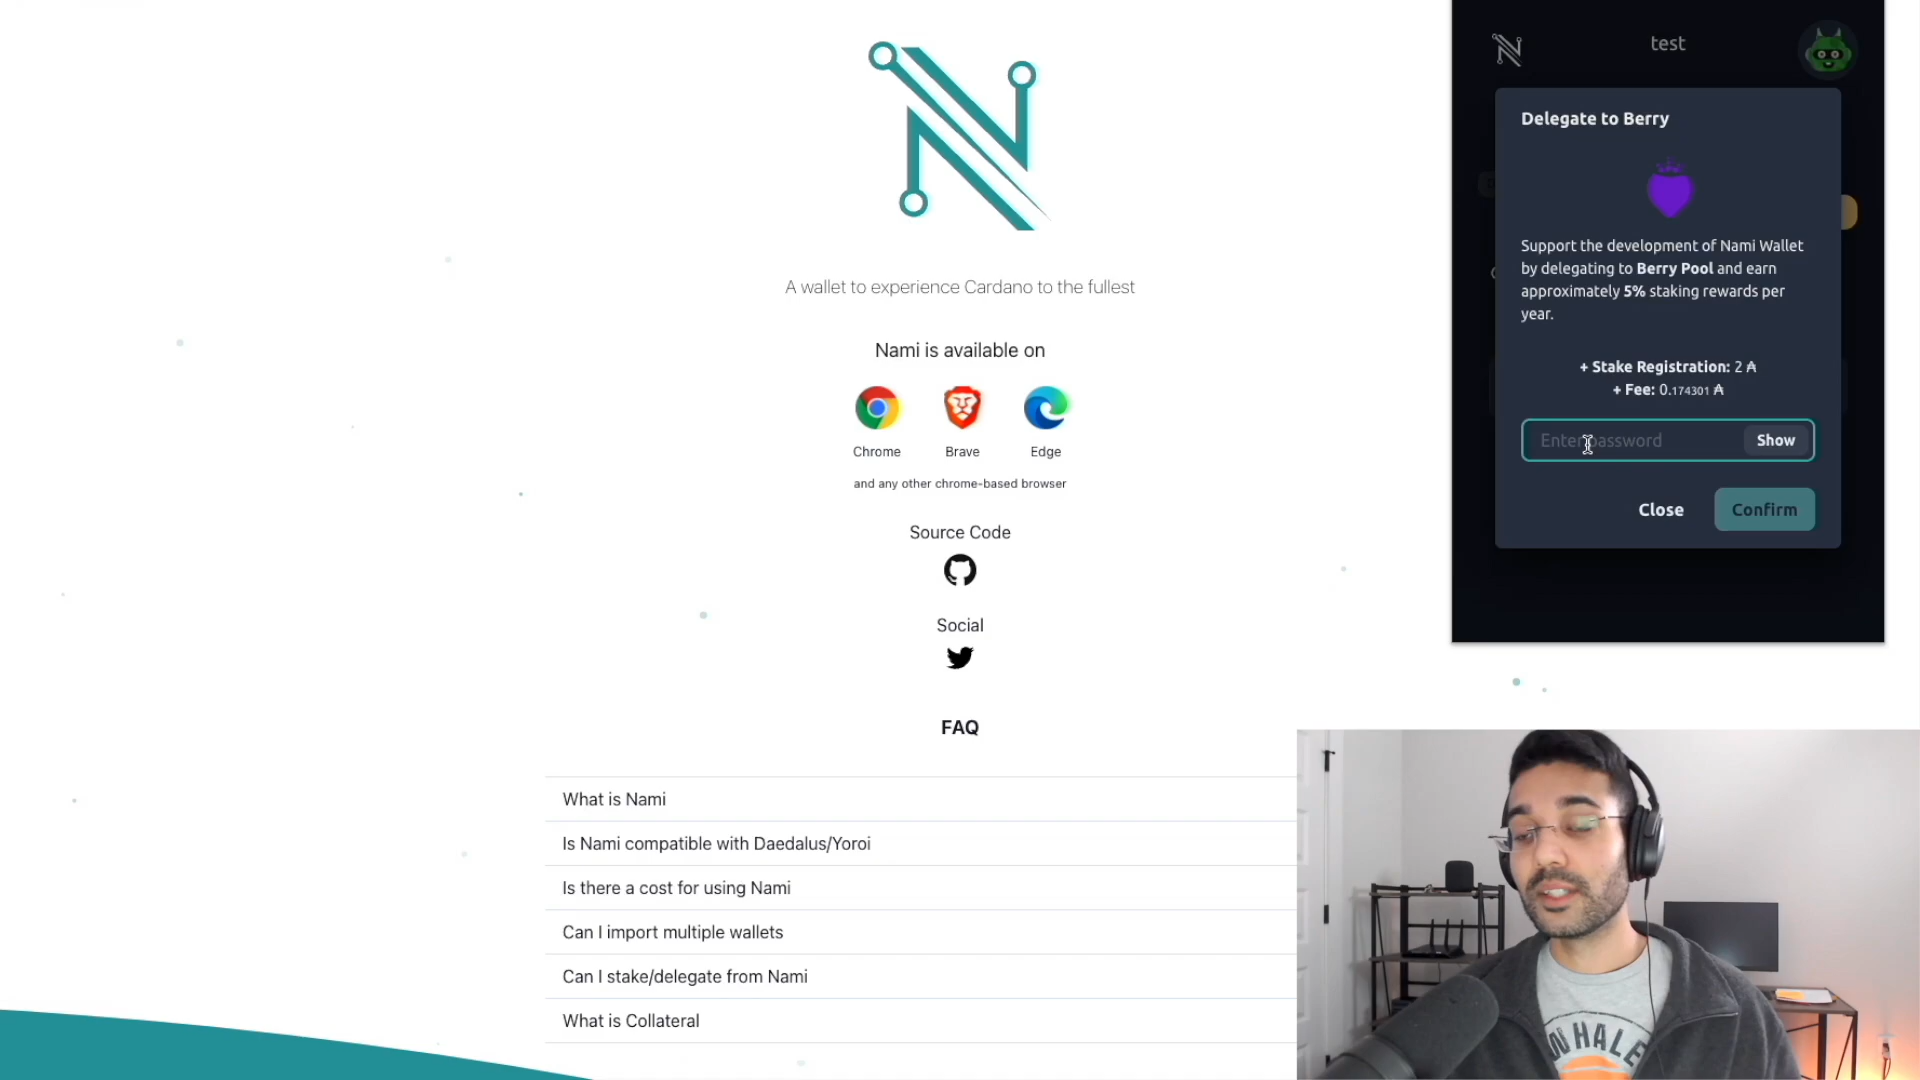 A wallet to experience Cardano to the fullest
Nami is available on
Chrome
Brave
Edge
and any other chrome-based browser
Source Code
Social
FAQ
What is Nami
Is Nami compatible with Daedalus/Yoroi
Is there a cost for using Nami
Can I import multiple wallets
Can I stake/delegate from Nami
What is Collateral
test
Delegate to Berry
Support the development of Nami Wallet
by delegating to Berry Pool and earn
approximately 5% staking rewards per
year.
+ Stake Registration: 2 ₳
+ Fee: 0.174301 ₳
Enter password
Show
Close
Confirm
WHALE